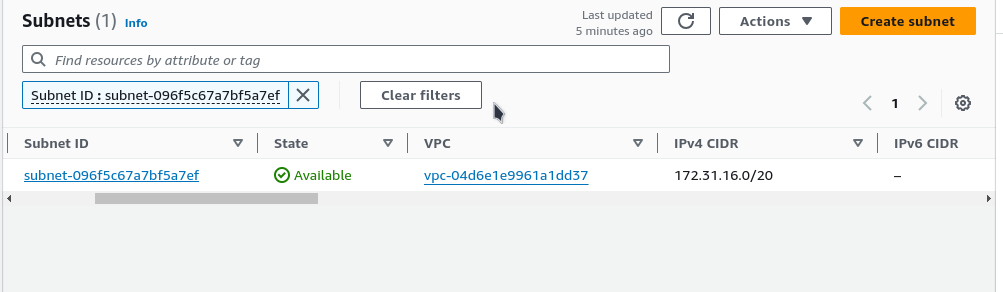 Subnets (1) Info
Last updated
5 minutes ago
Actions
Create subnet
Find resources by attribute or tag
Subnet ID : subnet-096f5c67a7bf5a7ef
Clear filters
1
Subnet ID State VPC IPv4 CIDR IPv6 CIDR
subnet-096f5c67a7bf5a7ef Available vpc-04d6e1e9961a1dd37 172.31.16.0/20 –